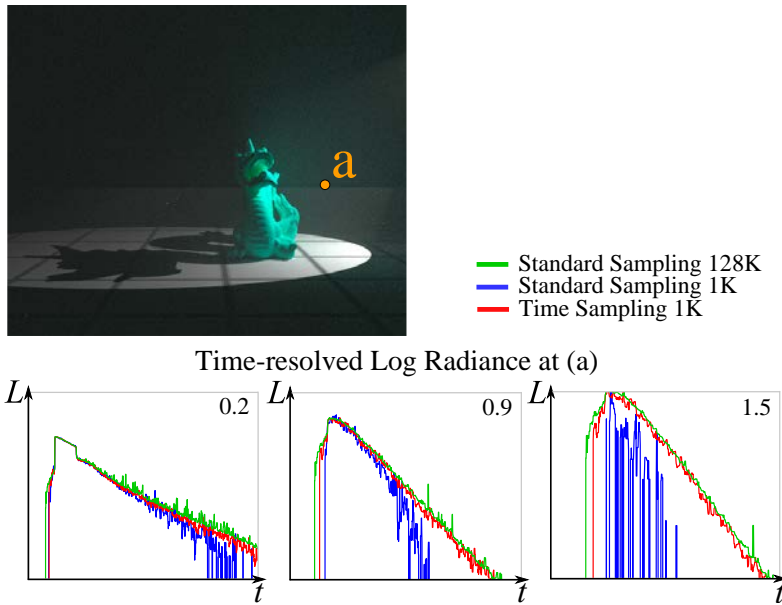 a
Standard Sampling 128K
Standard Sampling 1K
Time Sampling 1K
Time-resolved Log Radiance at (a)
L 0.2
L 0.9
L 1.5
t
t
t